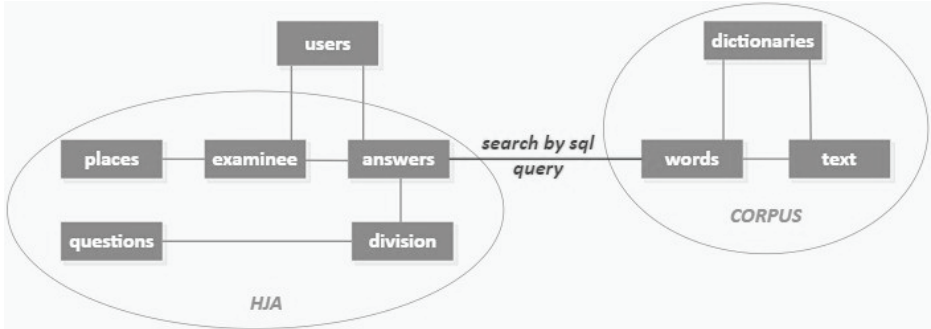 users
dictionaries
places
examinee
answers
search by sql
query
words
text
CORPUS
questions
division
HJA